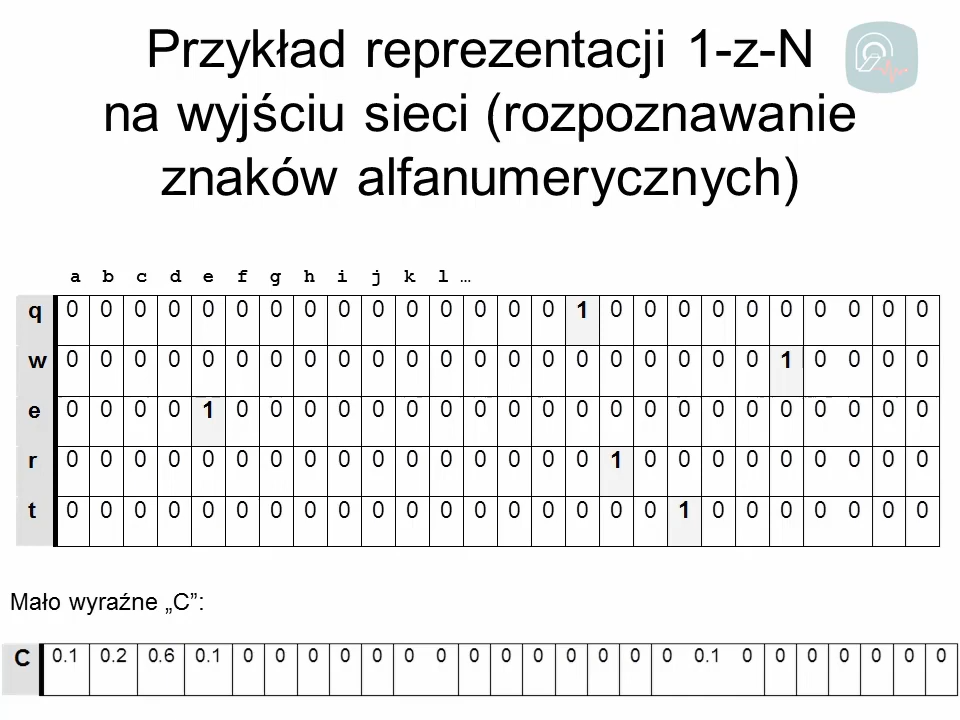 Przykład reprezentacji 1-z-N
na wyjściu sieci (rozpoznawanie
znaków alfanumerycznych)
a b c d e f g h i j k l …
q 0 0 0 0 0 0 0 0 0 0 0 0 0 0 0 1 0 0 0 0 0 0 0 0 0 0
w 0 0 0 0 0 0 0 0 0 0 0 0 0 0 0 0 0 0 0 0 0 1 0 0 0 0
e 0 0 0 0 1 0 0 0 0 0 0 0 0 0 0 0 0 0 0 0 0 0 0 0 0 0
r 0 0 0 0 0 0 0 0 0 0 0 0 0 0 0 0 1 0 0 0 0 0 0 0 0 0
t 0 0 0 0 0 0 0 0 0 0 0 0 0 0 0 0 0 0 1 0 0 0 0 0 0 0
Mało wyraźne „C”:
C 0.1 0.2 0.6 0.1 0 0 0 0 0 0 0 0 0 0 0 0 0 0 0.1 0 0 0 0 0 0 0